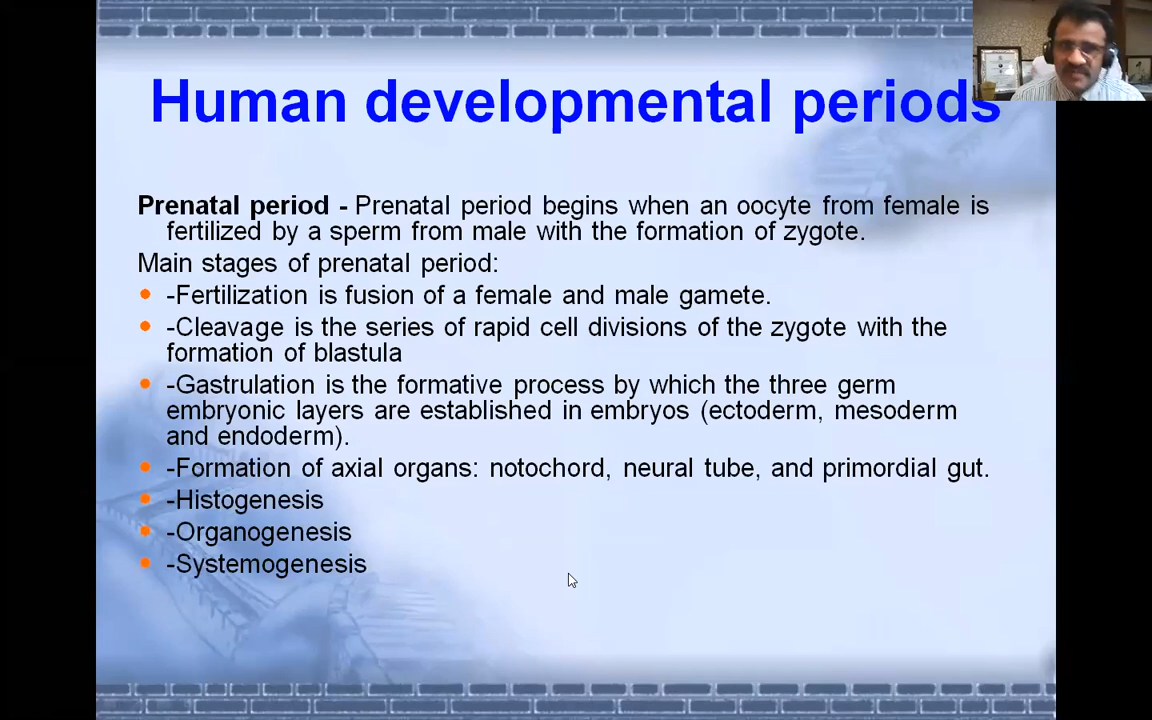 Human developmental periods
Prenatal period - Prenatal period begins when an oocyte from female is
fertilized by a sperm from male with the formation of zygote.
Main stages of prenatal period:
-Fertilization is fusion of a female and male gamete.
-Cleavage is the series of rapid cell divisions of the zygote with the
formation of blastula
-Gastrulation is the formative process by which the three germ
embryonic layers are established in embryos (ectoderm, mesoderm
and endoderm).
-Formation of axial organs: notochord, neural tube, and primordial gut.
-Histogenesis
-Organogenesis
-Systemogenesis